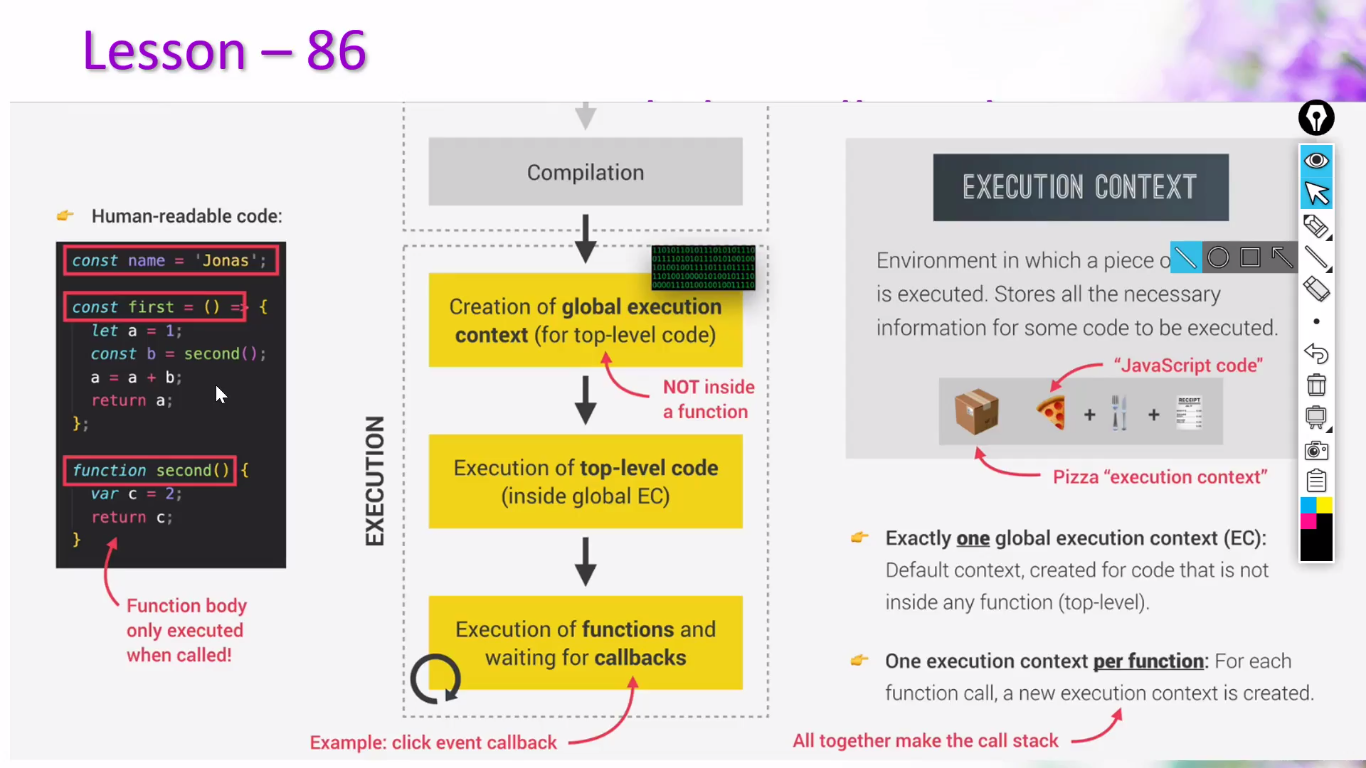 Lesson – 86
Human-readable code:
const name = 'Jonas';
const first = () => {
let a = 1;
const b = second();
a = a + b;
return a;
};
function second() {
var c = 2;
return c;
}
Function body
only executed
when called!
EXECUTION
Compilation
Creation of global execution
context (for top-level code)
NOT inside
a function
Execution of top-level code
(inside global EC)
Execution of functions and
waiting for callbacks
Example: click event callback
EXECUTION CONTEXT
Environment in which a piece
is executed. Stores all the necessary
information for some code to be executed.
“JavaScript code”
+ +
RECEIPT
Pizza “execution context”
Exactly one global execution context (EC):
Default context, created for code that is not
inside any function (top-level).
One execution context per function: For each
function call, a new execution context is created.
All together make the call stack